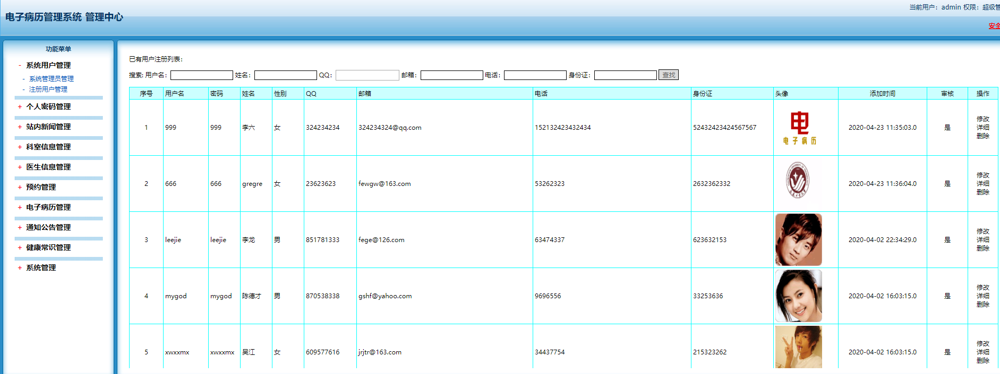 电子病历管理系统 管理中心
当前用户：admin 权限：超级管
安全
功能菜单
- 系统用户管理
- 系统管理员管理
- 注册用户管理
+ 个人密码管理
+ 站内新闻管理
+ 科室信息管理
+ 医生信息管理
+ 预约管理
+ 电子病历管理
+ 通知公告管理
+ 健康常识管理
+ 系统管理
已有用户注册列表：
搜索: 用户名： 姓名： QQ： 邮箱： 电话： 身份证： 查找
序号 用户名 密码 姓名 性别 QQ 邮箱 电话 身份证 头像 添加时间 审核 操作
1 999 999 李六 女 324234234 324234324@qq.com 152132423432434 52432423424567567 2020-04-23 11:35:03.0 是 修改
详细
删除
电
电子病历
2 666 666 gregre 女 23623623 fewgw@163.com 53262323 2632362332 2020-04-23 11:36:04.0 是 修改
详细
删除
3 leejie leejie 李龙 男 851781333 fege@126.com 63474337 623632153 2020-04-02 22:34:29.0 是 修改
详细
删除
4 mygod mygod 陈德才 男 870538338 gshf@yahoo.com 9696556 33253636 2020-04-02 16:03:15.0 是 修改
详细
删除
5 xwxxmx xwxxmx 吴江 女 609577616 jrjtr@163.com 34437754 215323262 2020-04-02 16:03:15.0 是 修改
详细
删除